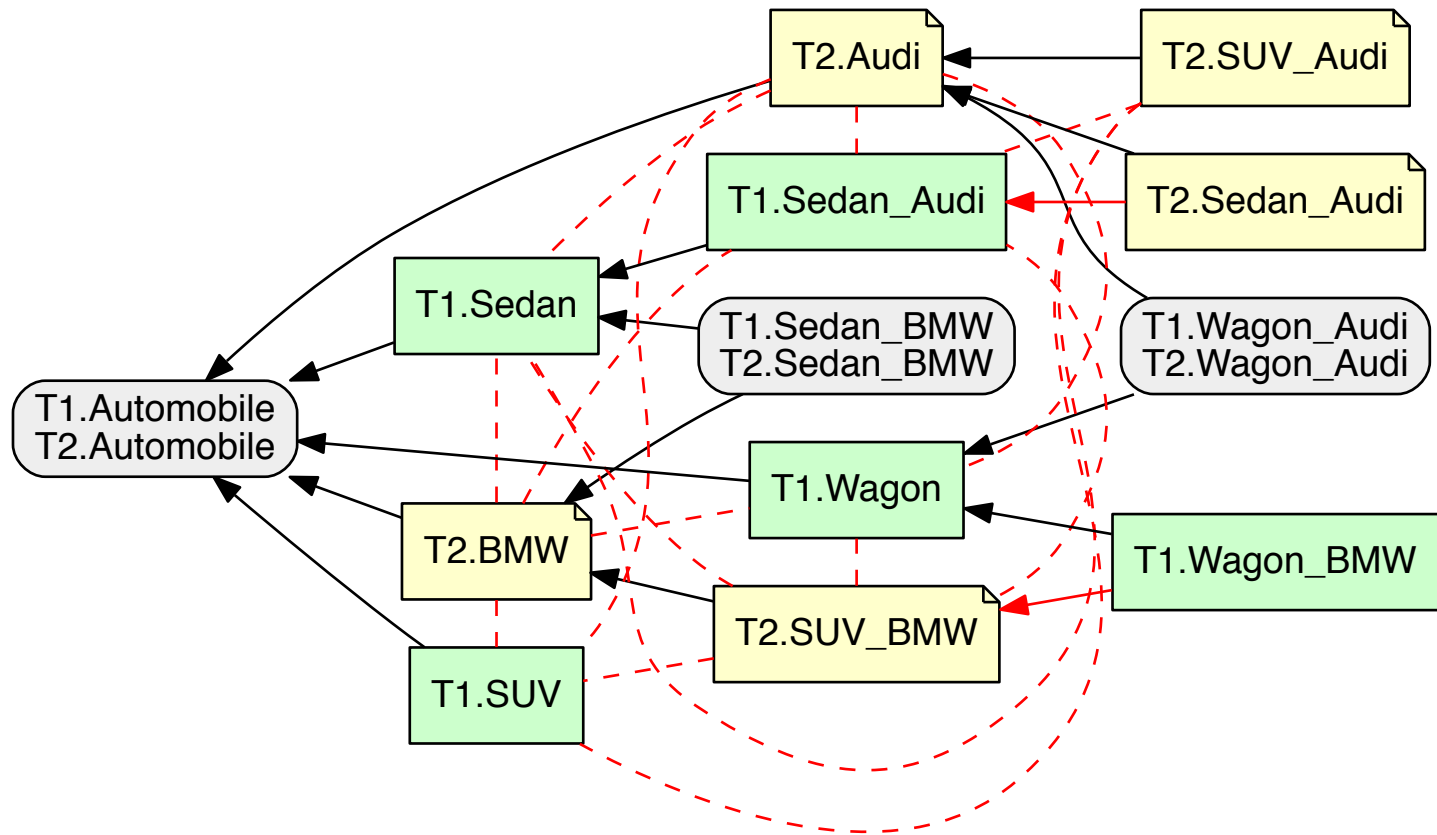 T2.Audi
T2.SUV_Audi
T1.Sedan_Audi
T2.Sedan_Audi
T1.Sedan
T1.Sedan_BMW
T2.Sedan_BMW
T1.Wagon_Audi
T2.Wagon_Audi
T1.Automobile
T2.Automobile
T1.Wagon
T2.BMW
T1.Wagon_BMW
T2.SUV_BMW
T1.SUV